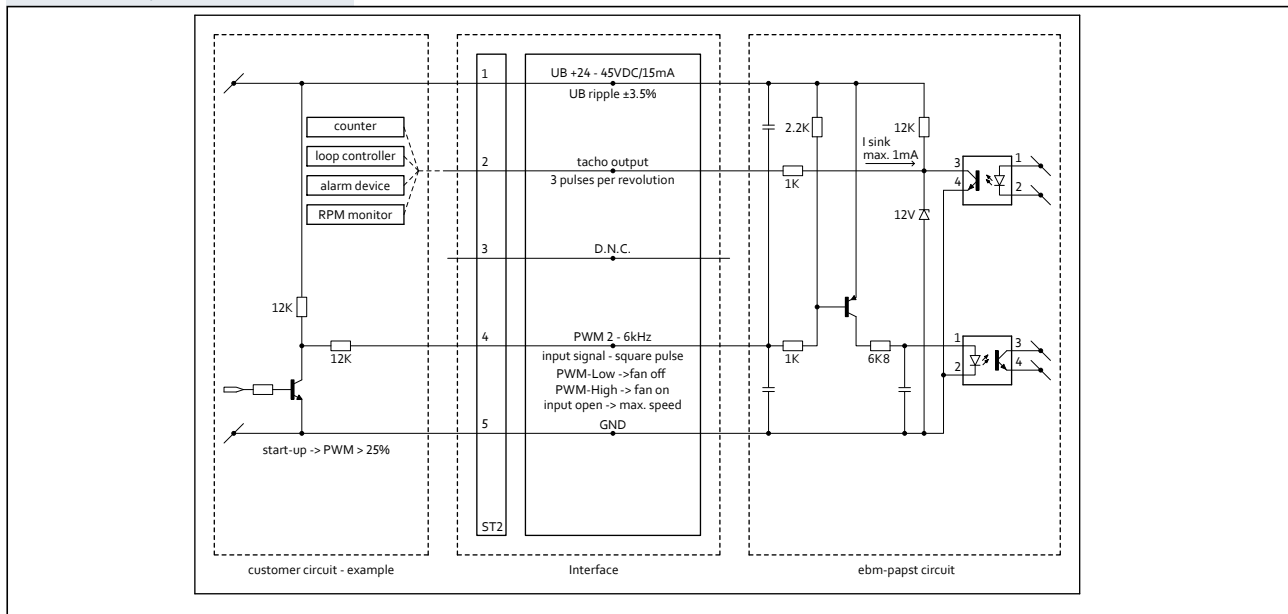 1
UB +24 - 45VDC/15mA
UB ripple ±3.5%
counter
loop controller
alarm device
RPM monitor
2
tacho output
3 pulses per revolution
2.2K
12K
I sink
max. 1mA
1K
3
4
1
2
12V
3
D.N.C.
12K
12K
4
PWM 2 - 6kHz
input signal - square pulse
PWM-Low ->fan off
PWM-High -> fan on
input open -> max. speed
1K
6K8
1
2
3
4
5
GND
start-up -> PWM > 25%
ST2
customer circuit - example
Interface
ebm-papst circuit